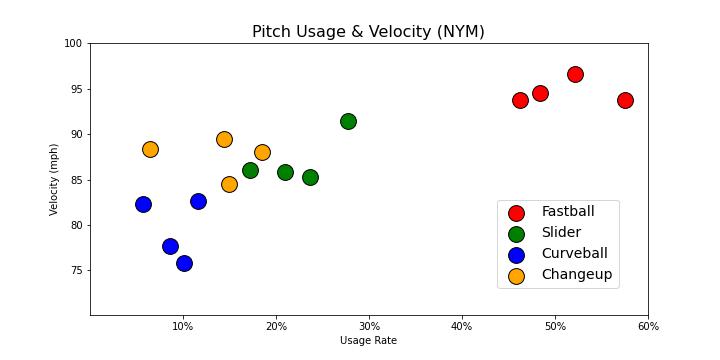 Pitch Usage & Velocity (NYM)
100
95
90
85
80
75
Velocity (mph)
Fastball
Slider
Curveball
Changeup
10%
20%
30%
40%
50%
60%
Usage Rate